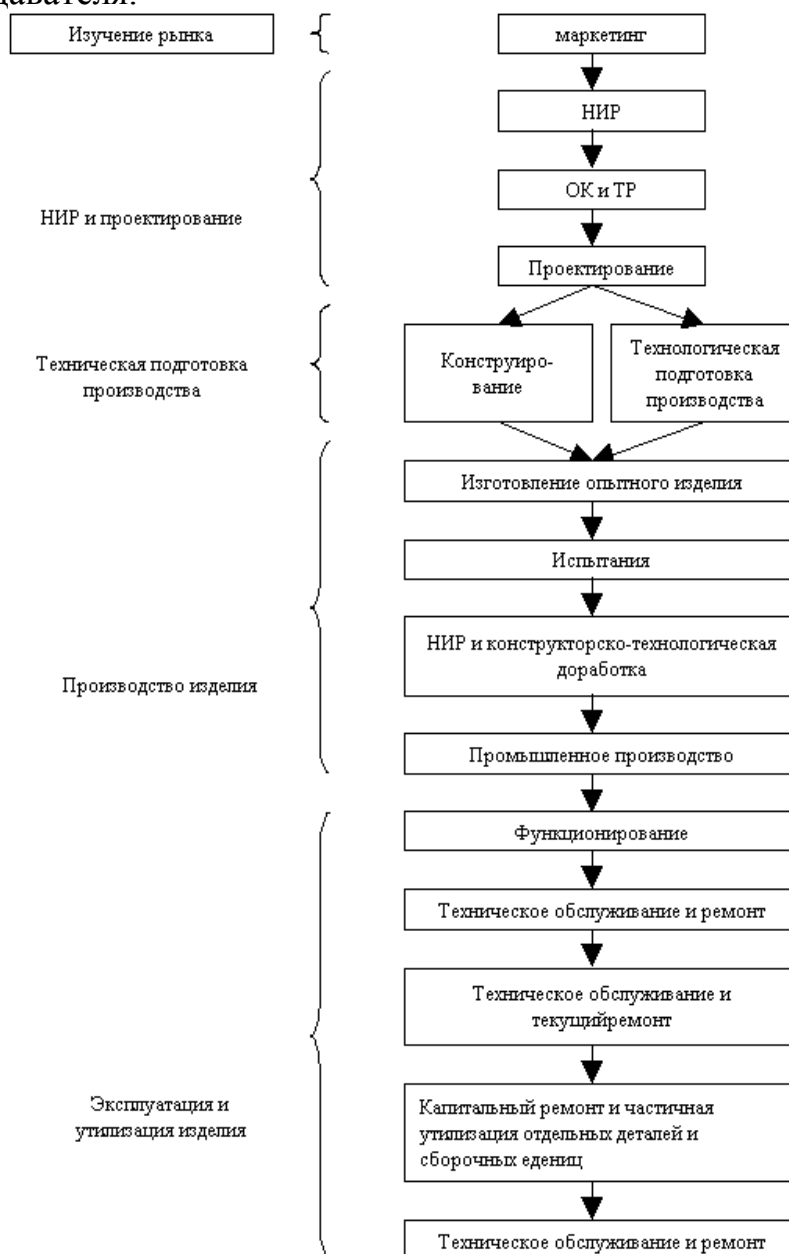 давателя.
Изучение рынка
маркетинг
НИР
ОК и ТР
НИР и проектирование
Проектирование
Техническая подготовка
производства
Конструиро-
вание
Технологическая
подготовка
производства
Изготовление опытного изделия
Испытания
НИР и конструкторско-технологическая
доработка
Производство изделия
Промышленное производство
Функционирование
Техническое обслуживание и ремонт
Техническое обслуживание и
текущийремонт
Эксплуатация и
утилизация изделия
Капитальный ремонт и частичная
утилизация отдельных деталей и
сборочных едениц
Техническое обслуживание и ремонт